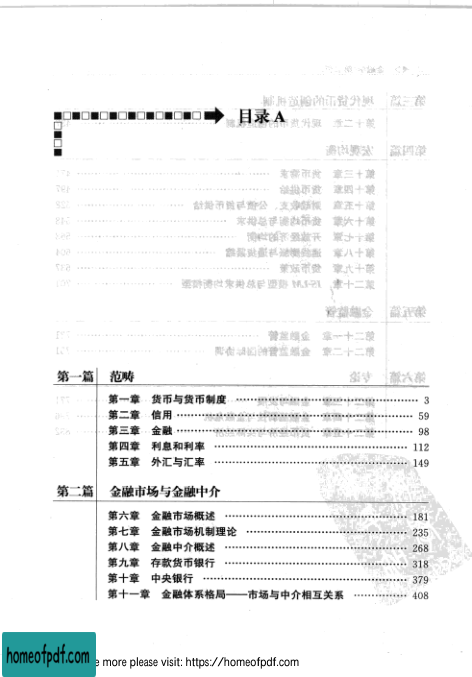 目录 A
第一篇 范畴
第一章 货币与货币制度 3
第二章 信用 59
第三章 金融 98
第四章 利息和利率 112
第五章 外汇与汇率 149
第二篇 金融市场与金融中介
第六章 金融市场概述 181
第七章 金融市场机制理论 235
第八章 金融中介概述 268
第九章 存款货币银行 318
第十章 中央银行 379
第十一章 金融体系格局——市场与中介相互关系 408
homeofpdf.com
e more please visit: https://homeofpdf.com